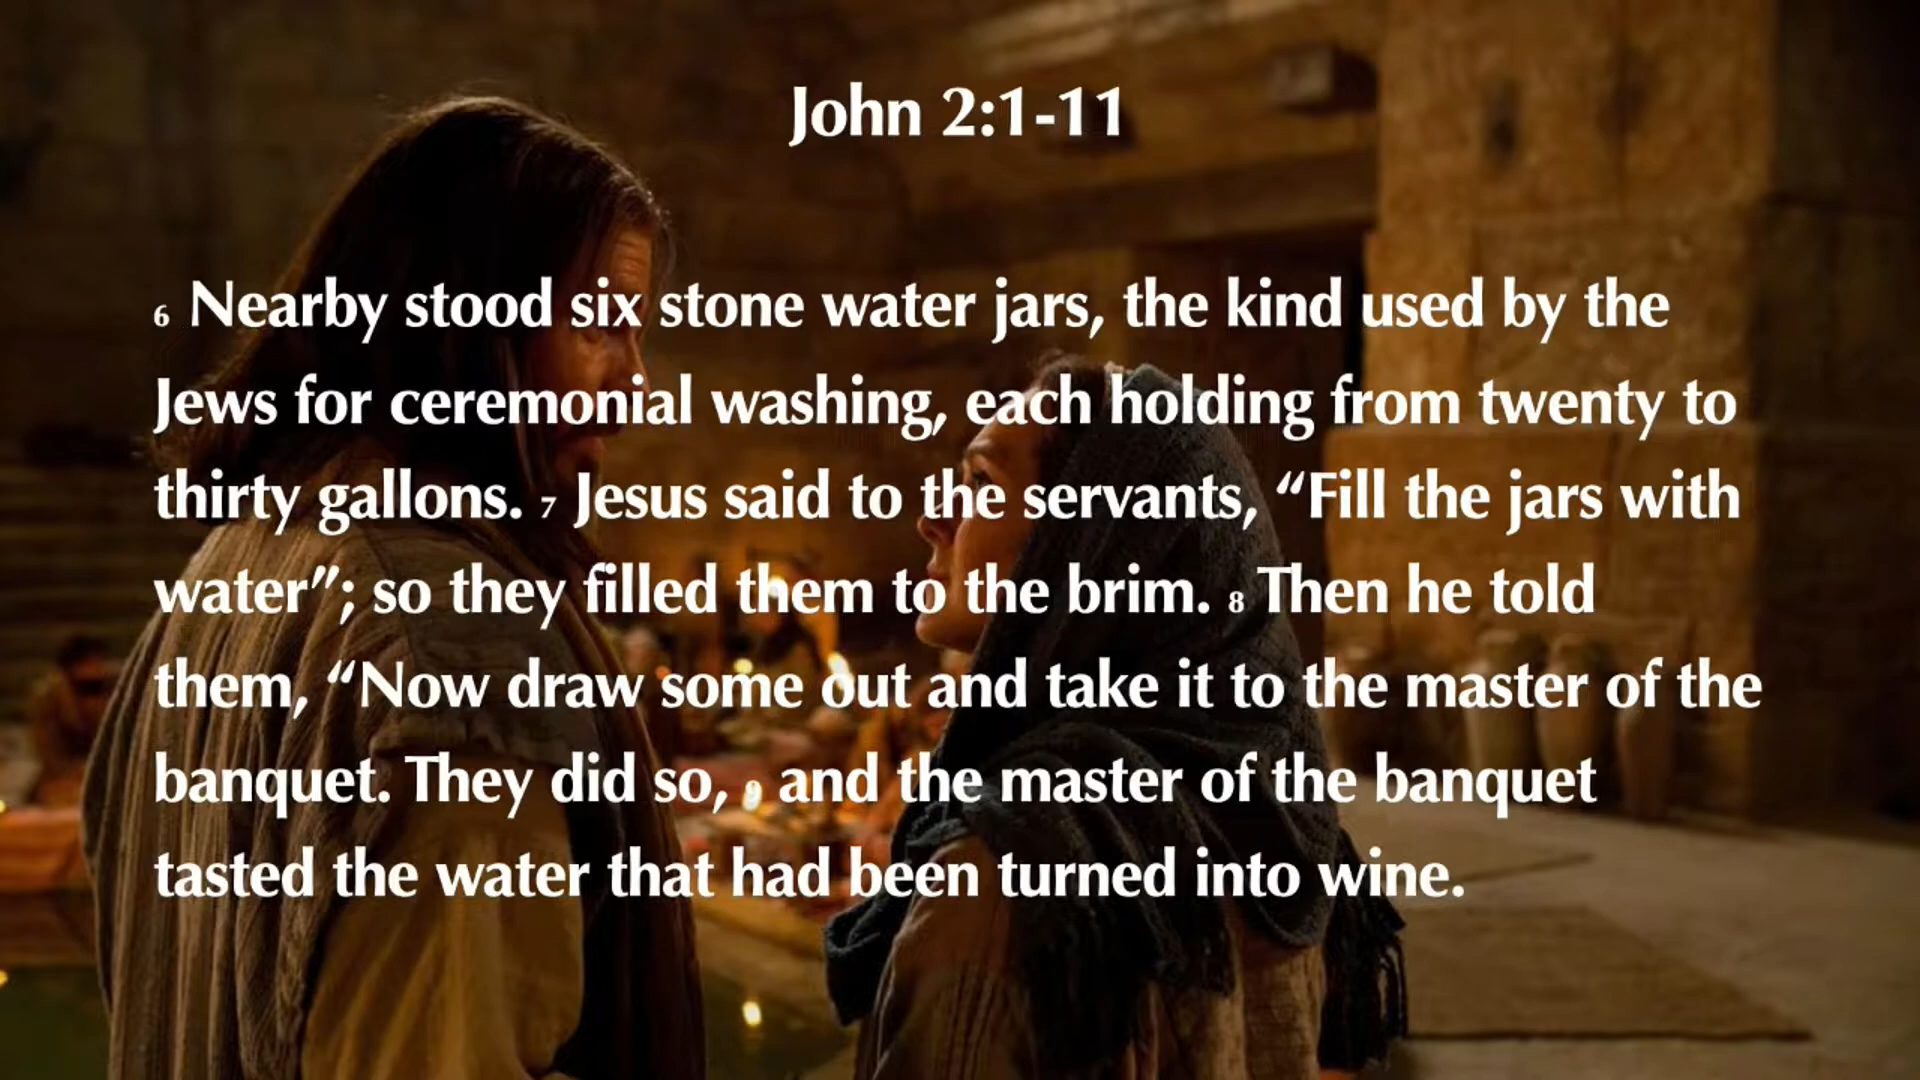 John 2:1-11
6 Nearby stood six stone water jars, the kind used by the
Jews for ceremonial washing, each holding from twenty to
thirty gallons. 7 Jesus said to the servants, “Fill the jars with
water”; so they filled them to the brim. 8 Then he told
them, “Now draw some out and take it to the master of the
banquet. They did so, 9 and the master of the banquet
tasted the water that had been turned into wine.